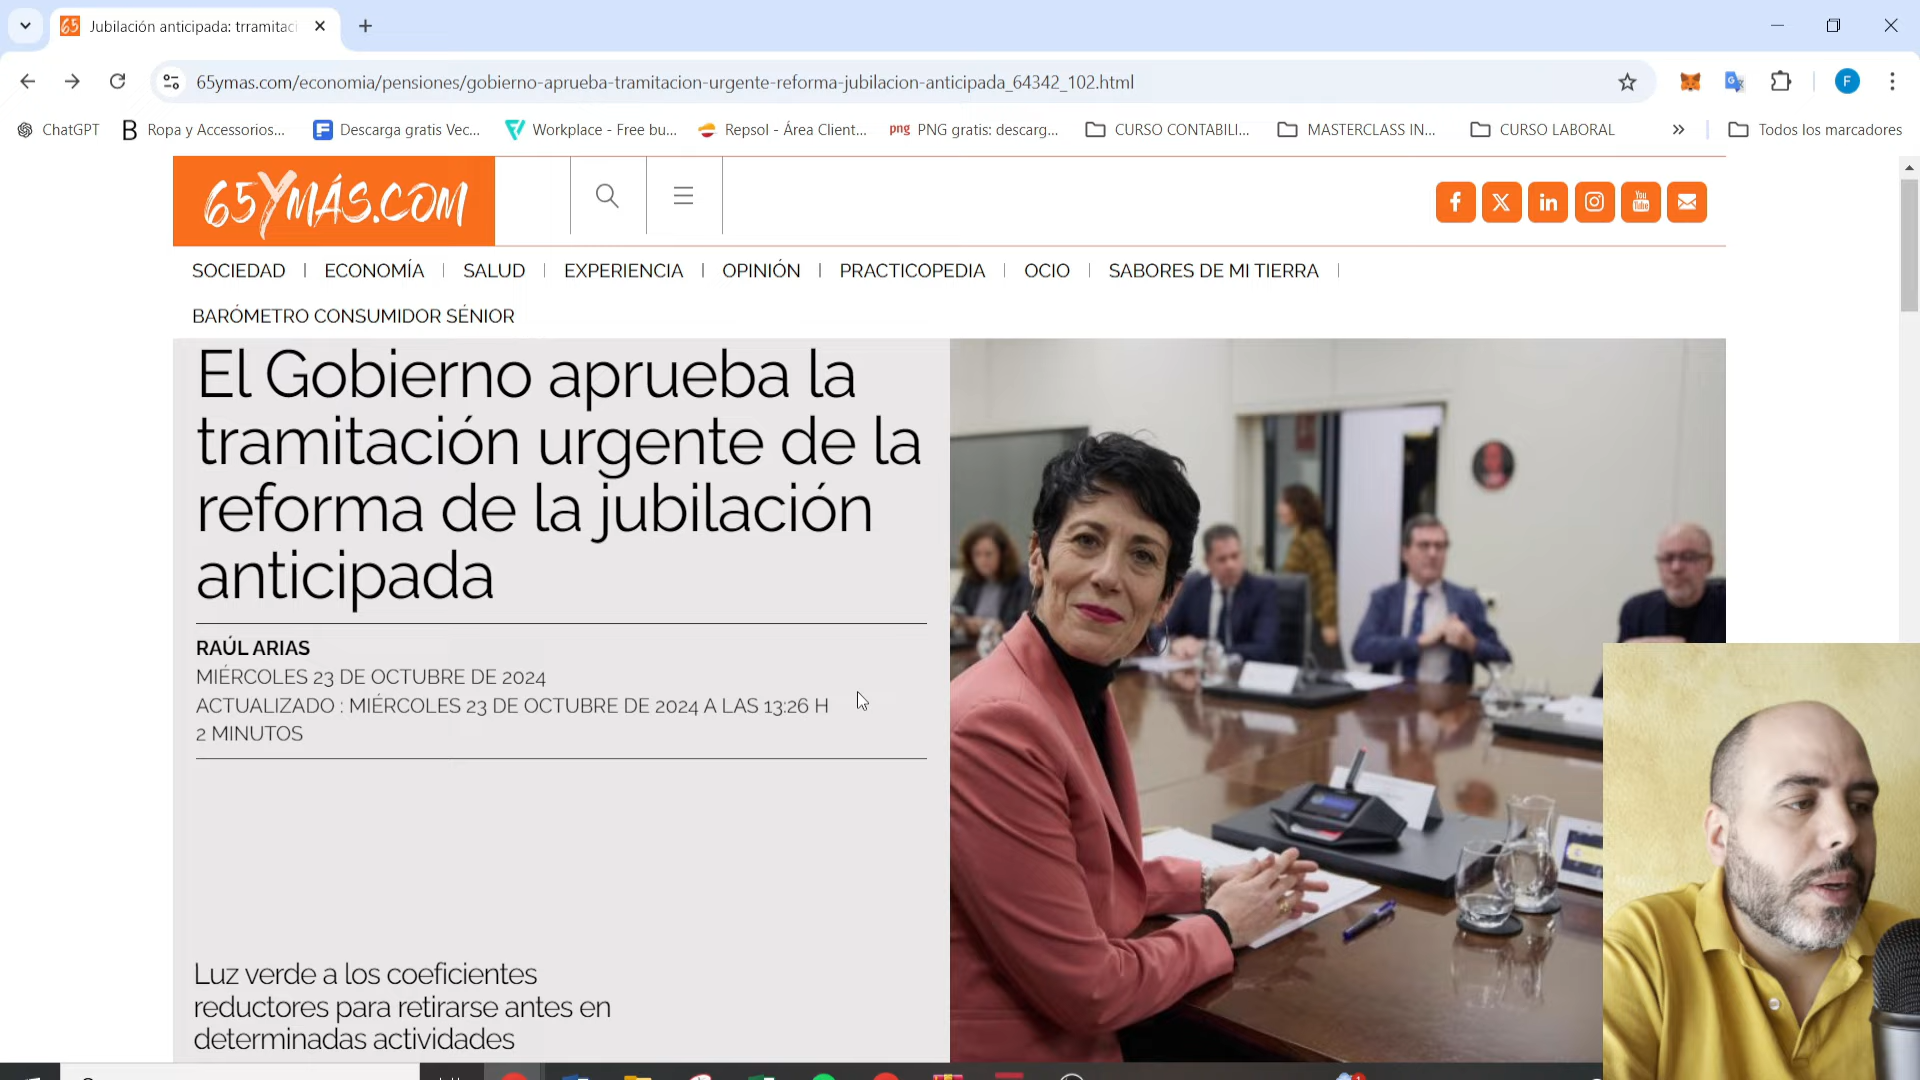 Jubilación anticipada: trramitaci
65ymas.com/economia/pensiones/gobierno-aprueba-tramitacion-urgente-reforma-jubilacion-anticipada_64342_102.html
F
ChatGPT
Ropa y Accessorios...
Descarga gratis Vec...
Workplace - Free bu...
Repsol - Área Client...
png PNG gratis: descarg...
CURSO CONTABILI...
MASTERCLASS IN...
CURSO LABORAL
Todos los marcadores
65YMÁS.COM
SOCIEDAD | ECONOMÍA | SALUD | EXPERIENCIA | OPINIÓN | PRACTICOPEDIA | OCIO | SABORES DE MI TIERRA |
BARÓMETRO CONSUMIDOR SÉNIOR
El Gobierno aprueba la
tramitación urgente de la
reforma de la jubilación
anticipada
RAÚL ARIAS
MIÉRCOLES 23 DE OCTUBRE DE 2024
ACTUALIZADO : MIÉRCOLES 23 DE OCTUBRE DE 2024 A LAS 13:26 H
2 MINUTOS
Luz verde a los coeficientes
reductores para retirarse antes en
determinadas actividades